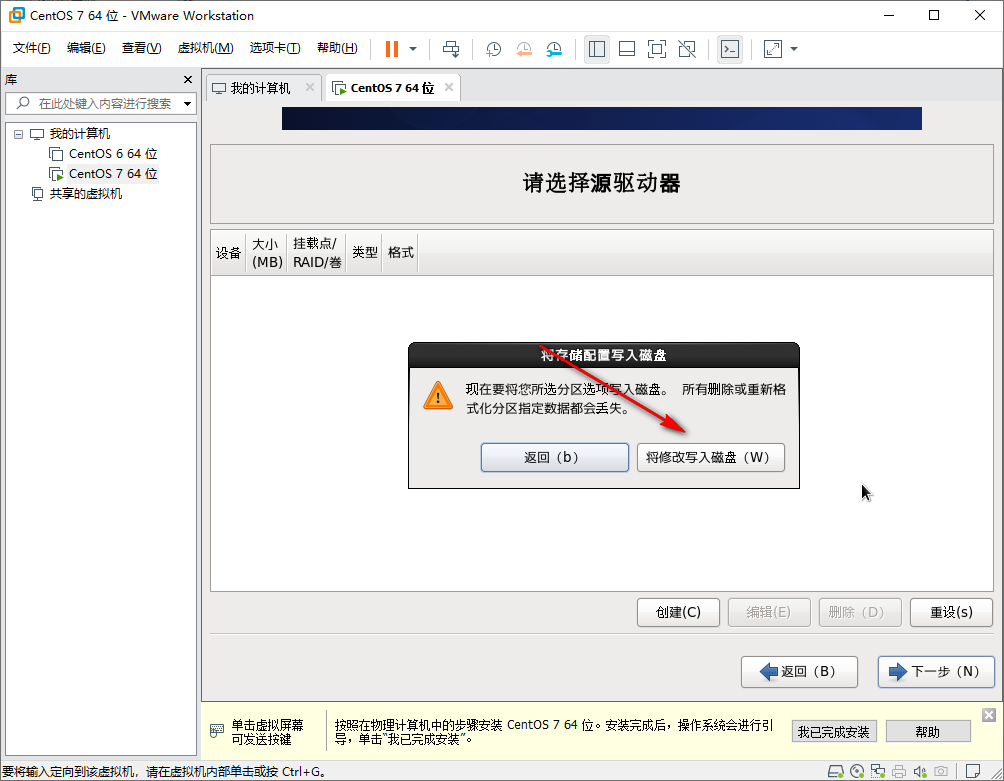 CentOS 7 64 位 - VMware Workstation
文件(F) 编辑(E) 查看(V) 虚拟机(M) 选项卡(T) 帮助(H)
库
在此处键入内容进行搜索
我的计算机
CentOS 6 64 位
CentOS 7 64 位
共享的虚拟机
我的计算机 CentOS 7 64 位
请选择源驱动器
设备 大小 挂载点/ 类型 格式
(MB) RAID/卷
将存储配置写入磁盘
现在要将您所选分区选项写入磁盘。 所有删除或重新格
式化分区指定数据都会丢失。
返回（b） 将修改写入磁盘（W）
创建(C) 编辑(E) 删除（D） 重设(s)
返回（B） 下一步（N）
单击虚拟屏幕
可发送按键
按照在物理计算机中的步骤安装 CentOS 7 64 位。安装完成后，操作系统会进行引
导，单击“我已完成安装”。
我已完成安装 帮助
要将输入定向到该虚拟机，请在虚拟机内部单击或按 Ctrl+G。